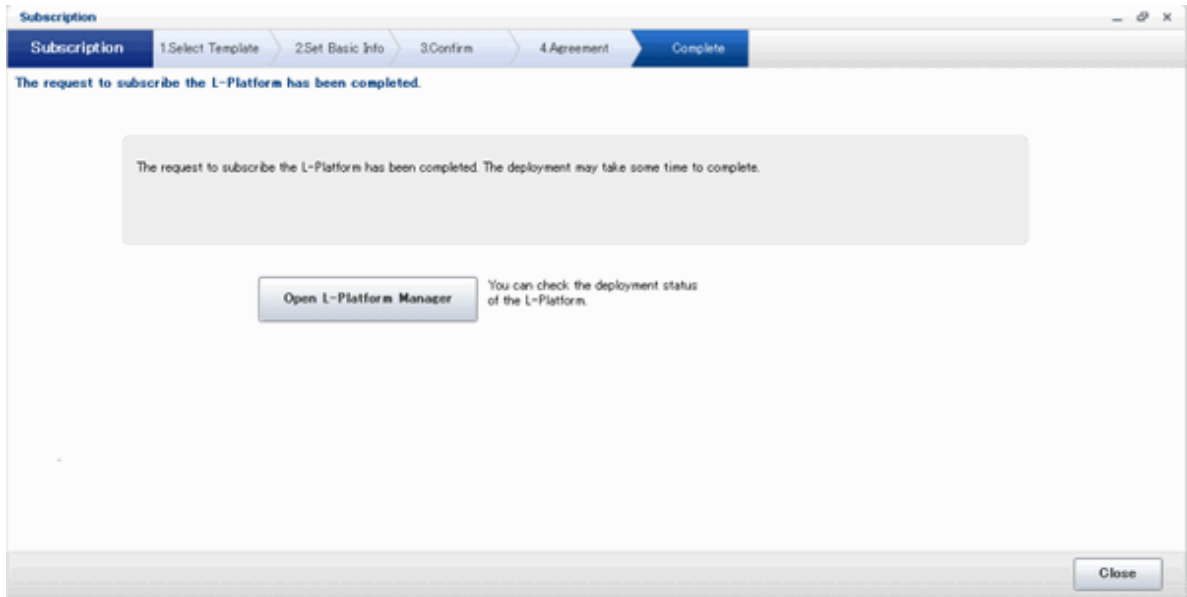 Subscription
Subscription 1.Select Template 2.Set Basic Info 3.Confirm 4.Agreement Complete
The request to subscribe the L-Platform has been completed.
The request to subscribe the L-Platform has been completed. The deployment may take some time to complete.
Open L-Platform Manager
You can check the deployment status
of the L-Platform.
Close